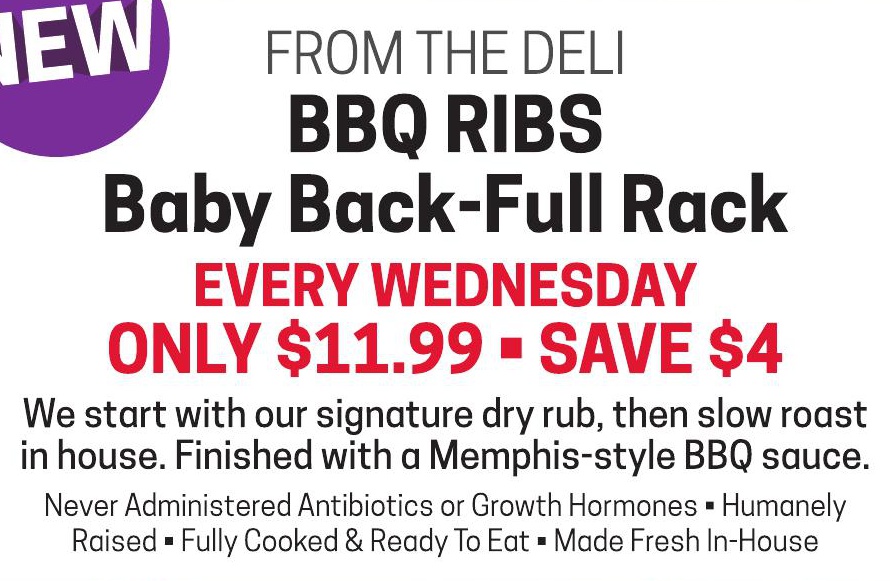 NEW
FROM THE DELI
BBQ RIBS
Baby Back-Full Rack
EVERY WEDNESDAY
ONLY $11.99 ▪ SAVE $4
We start with our signature dry rub, then slow roast
in house. Finished with a Memphis-style BBQ sauce.
Never Administered Antibiotics or Growth Hormones ▪ Humanely
Raised ▪ Fully Cooked & Ready To Eat ▪ Made Fresh In-House